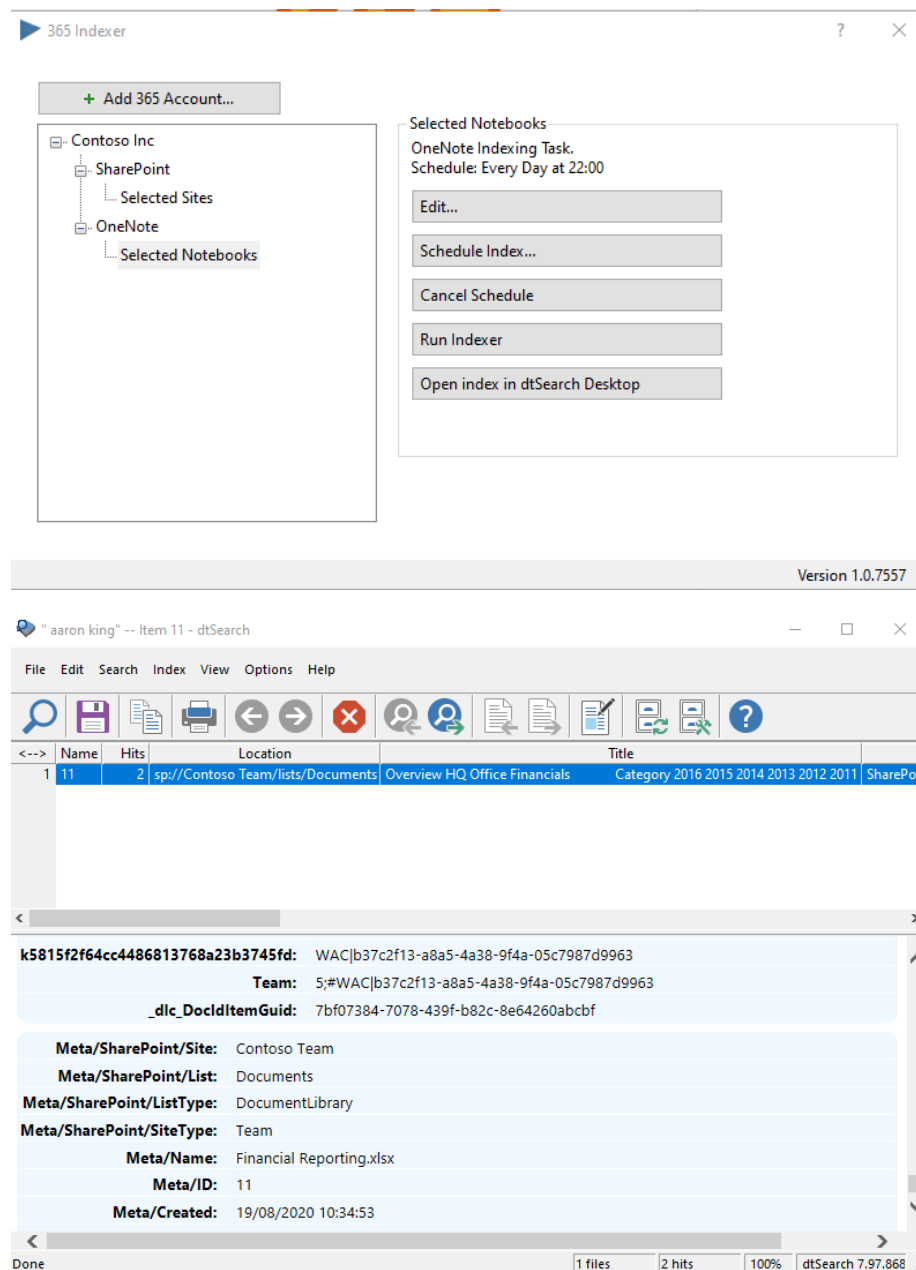 365 Indexer
?
+ Add 365 Account...
Contoso Inc
SharePoint
Selected Sites
OneNote
Selected Notebooks
Selected Notebooks
OneNote Indexing Task.
Schedule: Every Day at 22:00
Edit...
Schedule Index...
Cancel Schedule
Run Indexer
Open index in dtSearch Desktop
Version 1.0.7557
" aaron king" -- Item 11 - dtSearch
File Edit Search Index View Options Help
<--> Name Hits Location Title
1 11 2 sp://Contoso Team/lists/Documents Overview HQ Office Financials Category 2016 2015 2014 2013 2012 2011 SharePo
k5815f2f64cc4486813768a23b3745fd: WAC|b37c2f13-a8a5-4a38-9f4a-05c7987d9963
Team: 5;#WAC|b37c2f13-a8a5-4a38-9f4a-05c7987d9963
_dlc_DocIdItemGuid: 7bf07384-7078-439f-b82c-8e64260abcbf
Meta/SharePoint/Site: Contoso Team
Meta/SharePoint/List: Documents
Meta/SharePoint/ListType: DocumentLibrary
Meta/SharePoint/SiteType: Team
Meta/Name: Financial Reporting.xlsx
Meta/ID: 11
Meta/Created: 19/08/2020 10:34:53
Done 1 files 2 hits 100% dtSearch 7.97.868